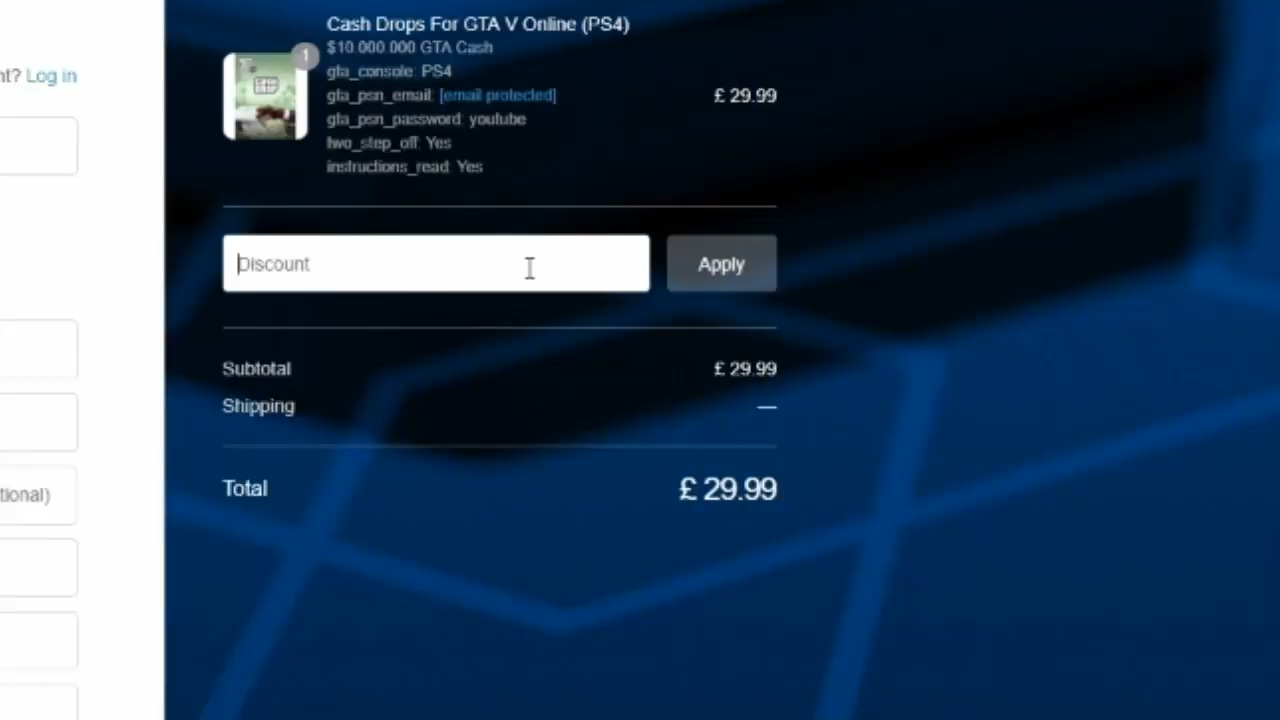 Cash Drops For GTA V Online (PS4)
$10.000.000 GTA Cash
1
gta_console: PS4
nt? Log in
gta_psn_email: [email protected]
£ 29.99
gta_psn_password: youtube
two_step_off: Yes
instructions_read: Yes
Discount
Apply
Subtotal
£ 29.99
Shipping
—
Total
£ 29.99
tional)